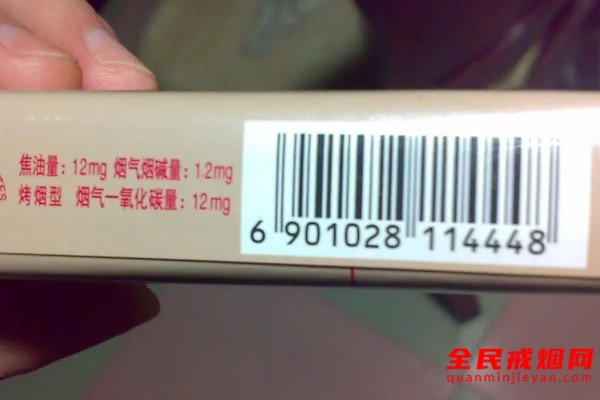 焦油量：12mg 烟气烟碱量：1.2mg
烤烟型 烟气一氧化碳量：12mg
6 901028 114448
全民戒烟网
quanminjieyan.com